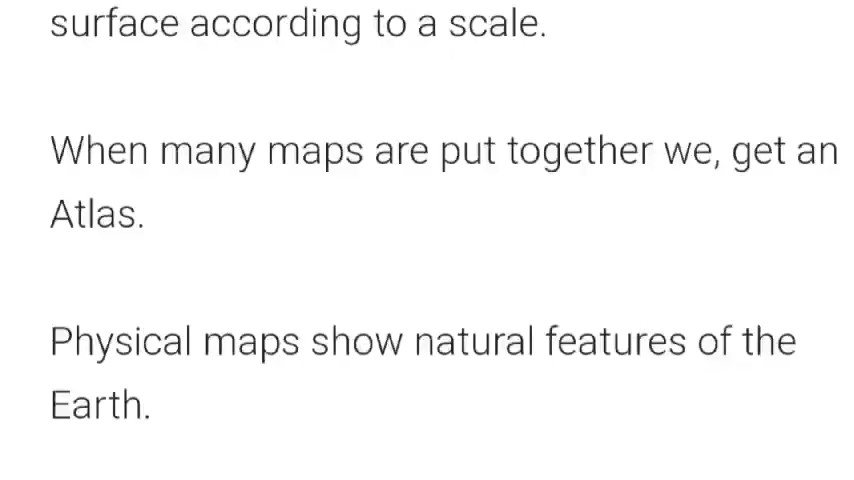 surface according to a scale.
When many maps are put together we, get an
Atlas.
Physical maps show natural features of the
Earth.